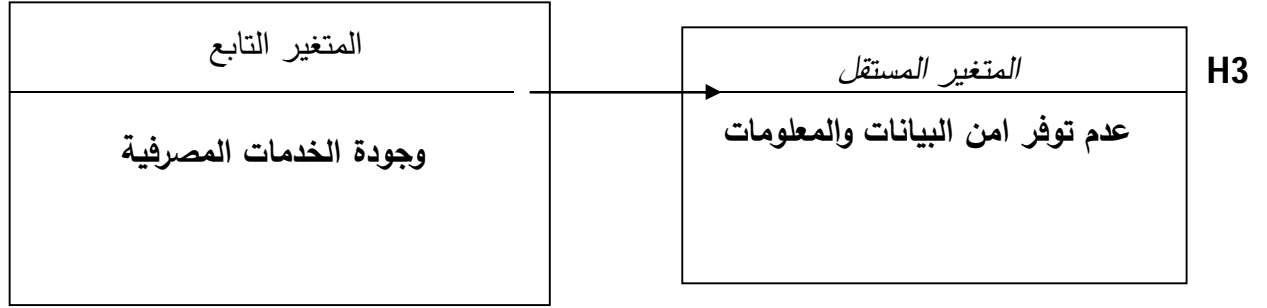 H3
المتغير المستقل
عدم توفر امن البيانات والمعلومات
المتغير التابع
وجودة الخدمات المصرفية